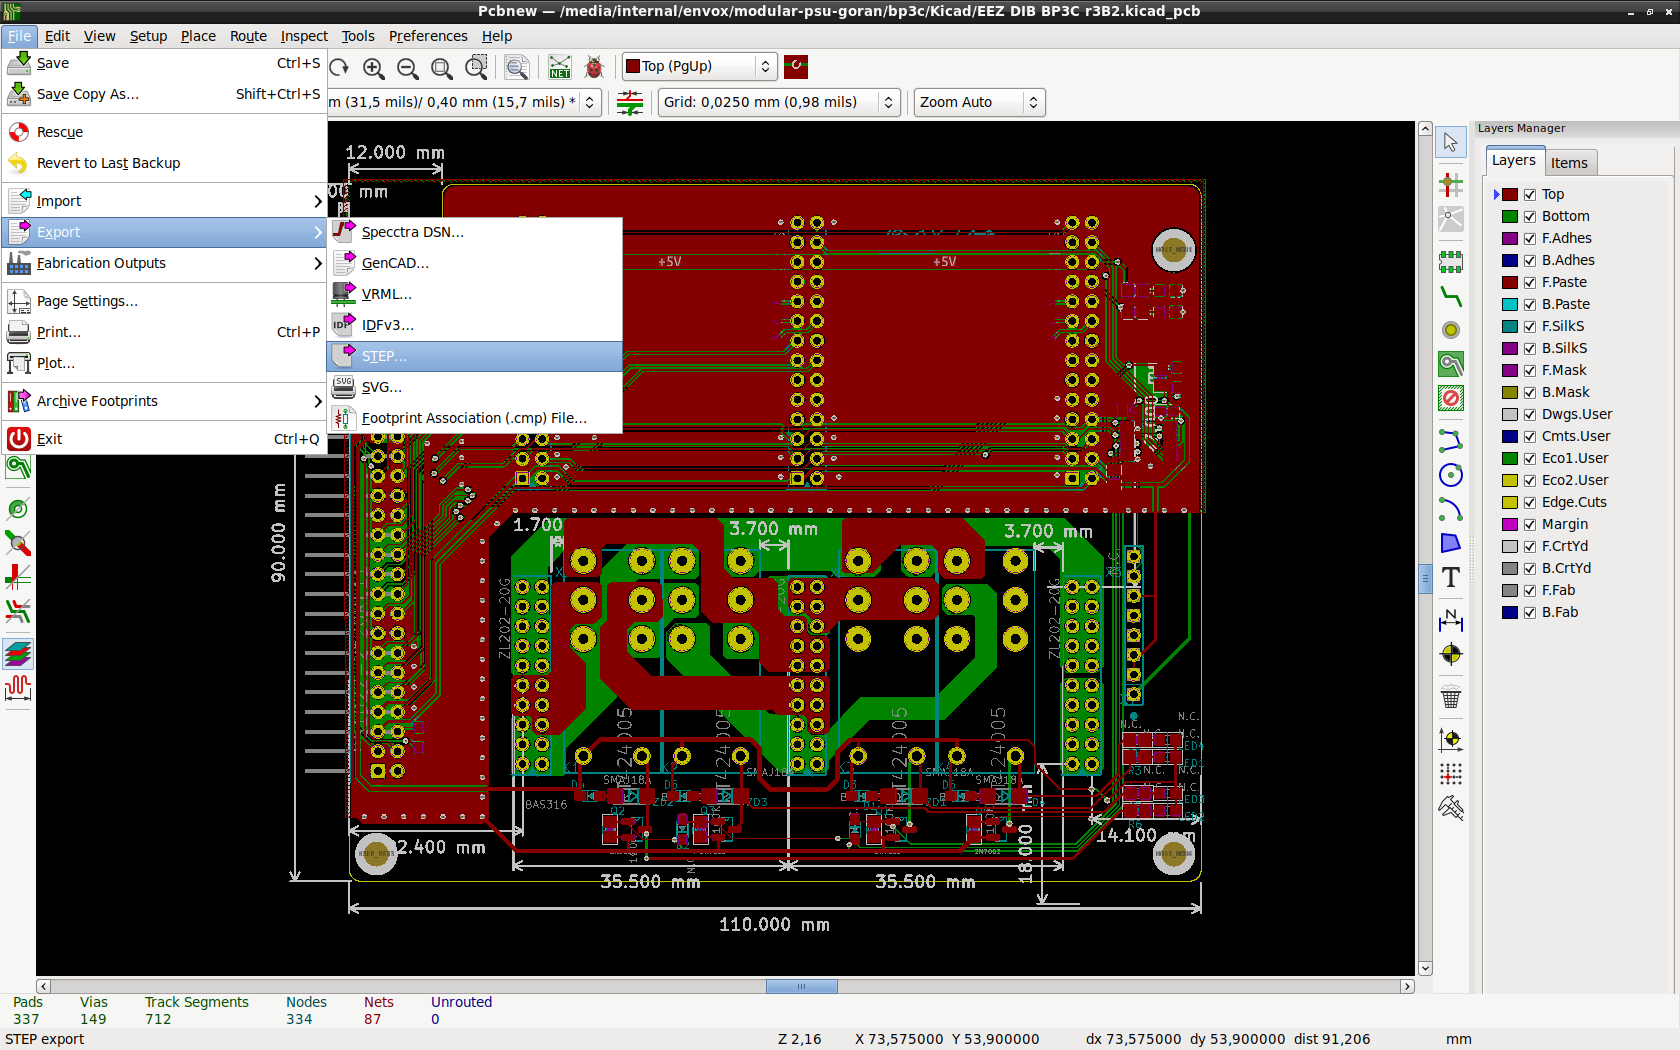 Pcbnew — /media/internal/envox/modular-psu-goran/bp3c/Kicad/EEZ DIB BP3C r3B2.kicad_pcb
File Edit View Setup Place Route Inspect Tools Preferences Help
Save Ctrl+S
Save Copy As... Shift+Ctrl+S
Rescue
Revert to Last Backup
Import
Export
Fabrication Outputs
Page Settings...
Print... Ctrl+P
Plot...
Archive Footprints
Exit Ctrl+Q
Specctra DSN...
GenCAD...
VRML...
IDFv3...
STEP...
SVG...
Footprint Association (.cmp) File...
NET
Top (PgUp)
m (31,5 mils)/ 0,40 mm (15,7 mils) *
Grid: 0,0250 mm (0,98 mils)
Zoom Auto
12.000 mm
mm
+5V
+5V
90.000 mm
1.700
3.700 mm
3.700 mm
ZL202-20G
ZL202-20G
N.C.
SMAJ18A
SMAJ18A
BAS316
ZD3
2N7002
2.400 mm
35.500 mm
35.500 mm
18.000
14.100 mm
110.000 mm
Layers Manager
Layers Items
Top
Bottom
F.Adhes
B.Adhes
F.Paste
B.Paste
F.SilkS
B.SilkS
F.Mask
B.Mask
Dwgs.User
Cmts.User
Eco1.User
Eco2.User
Edge.Cuts
Margin
F.CrtYd
B.CrtYd
F.Fab
B.Fab
Pads Vias Track Segments Nodes Nets Unrouted
337 149 712 334 87 0
STEP export Z 2,16 X 73,575000 Y 53,900000 dx 73,575000 dy 53,900000 dist 91,206 mm